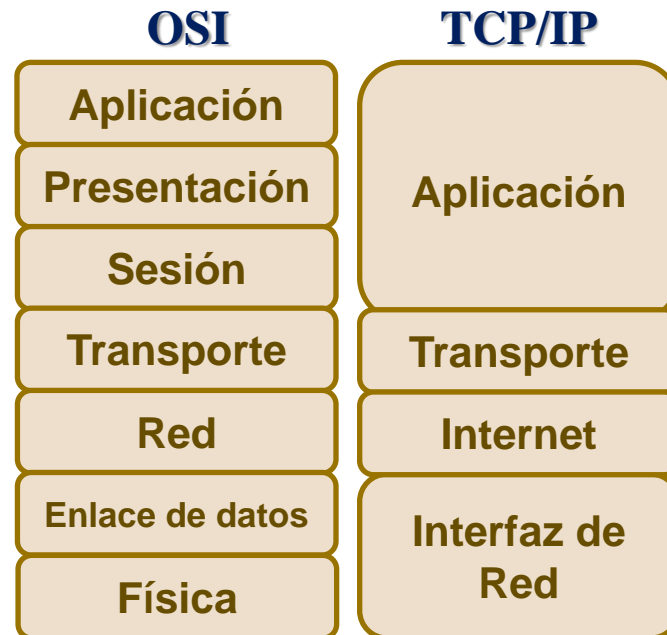 OSI
Aplicación
Presentación
Sesión
Transporte
Red
Enlace de datos
Física
TCP/IP
Aplicación
Transporte
Internet
Interfaz de
Red